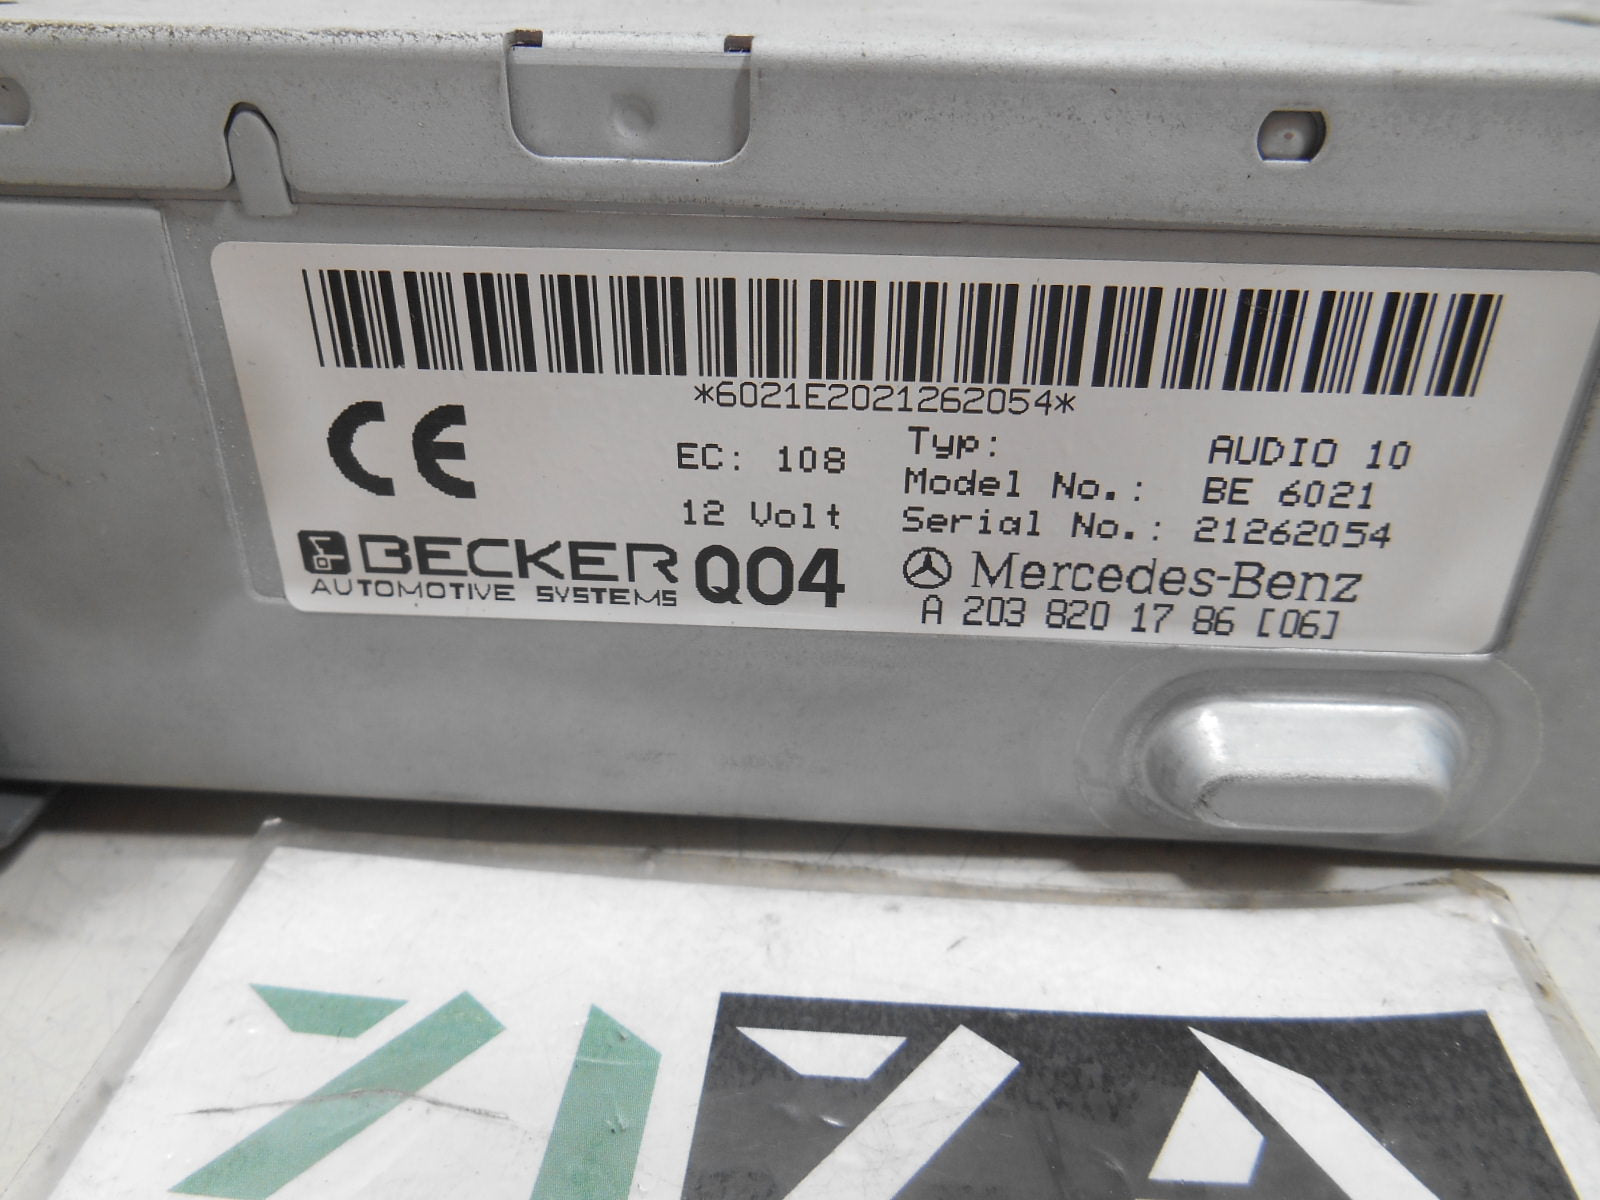 *6021E2021262054*
EC: 108
12 Volt
BECKER
AUTOMOTIVE SYSTEMS
Q04
Typ: AUDIO 10
Model No.: BE 6021
Serial No.: 21262054
Mercedes-Benz
A 203 820 17 86 [06]
CE